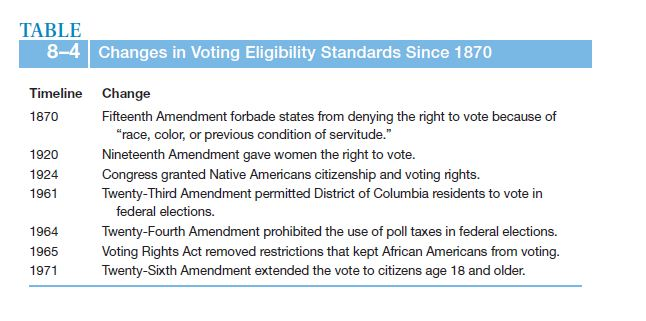 TABLE
8–4 Changes in Voting Eligibility Standards Since 1870
Timeline Change
1870 Fifteenth Amendment forbade states from denying the right to vote because of
“race, color, or previous condition of servitude.”
1920 Nineteenth Amendment gave women the right to vote.
1924 Congress granted Native Americans citizenship and voting rights.
1961 Twenty-Third Amendment permitted District of Columbia residents to vote in
federal elections.
1964 Twenty-Fourth Amendment prohibited the use of poll taxes in federal elections.
1965 Voting Rights Act removed restrictions that kept African Americans from voting.
1971 Twenty-Sixth Amendment extended the vote to citizens age 18 and older.